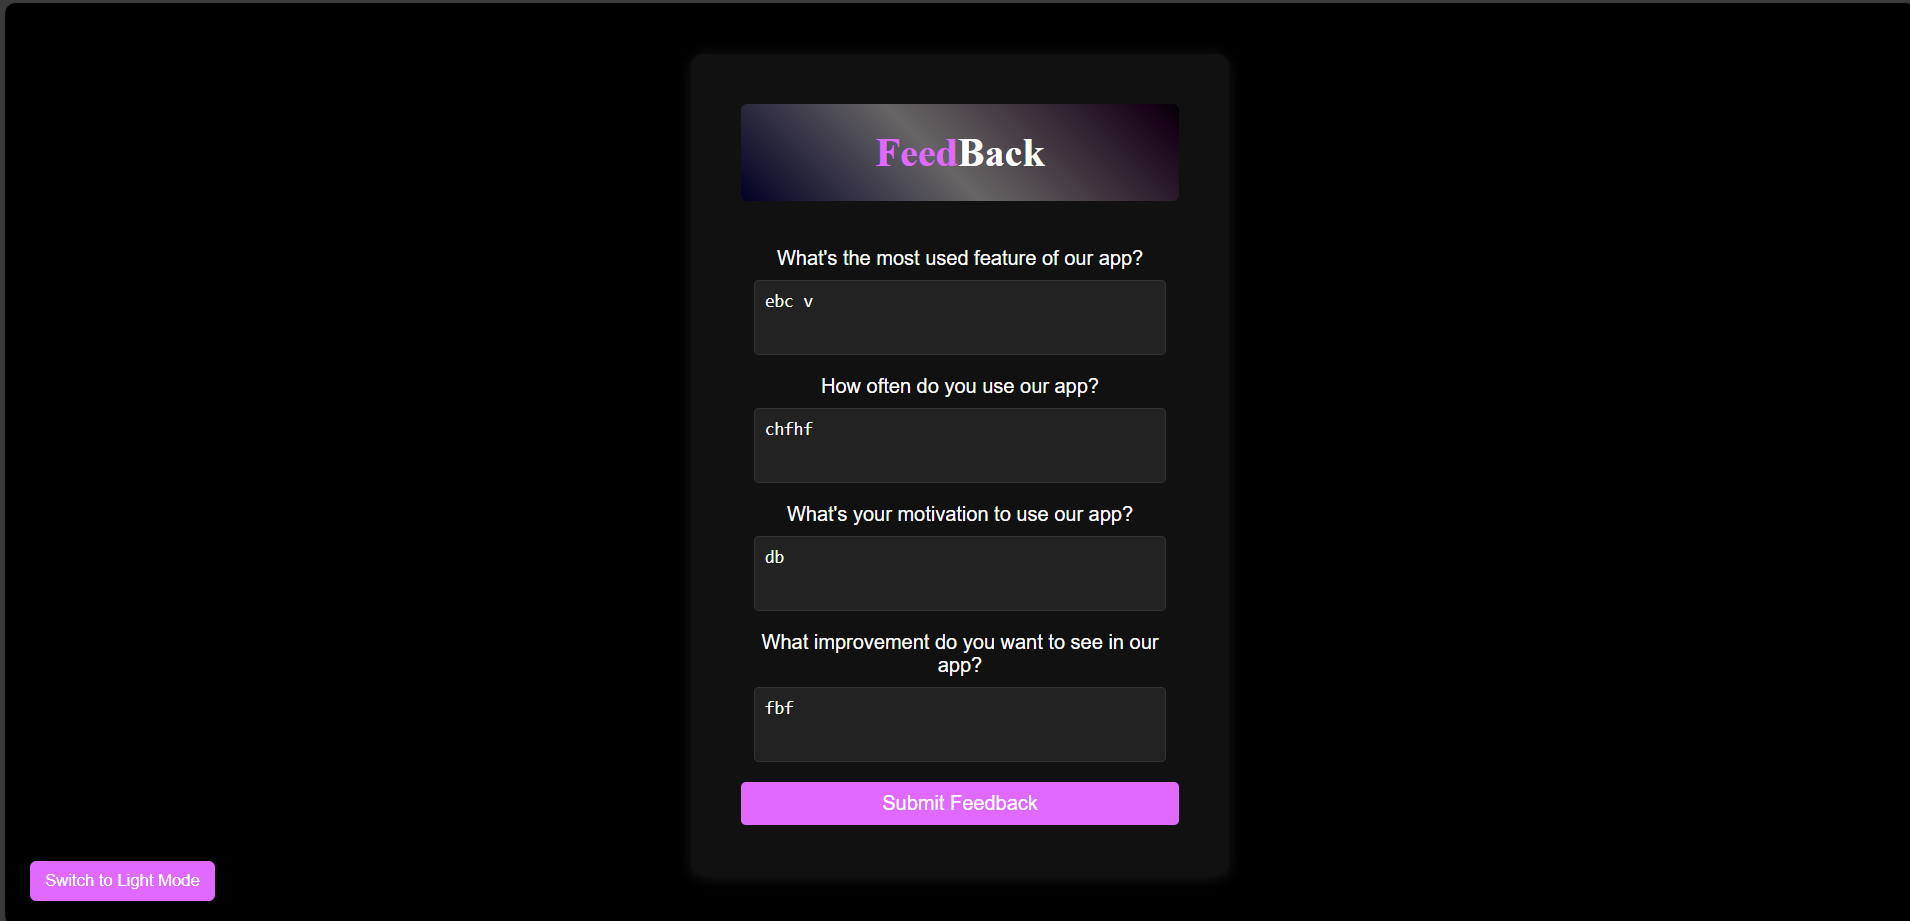 FeedBack
What's the most used feature of our app?
ebc v
How often do you use our app?
chfhf
What's your motivation to use our app?
db
What improvement do you want to see in our
app?
fbf
Submit Feedback
Switch to Light Mode